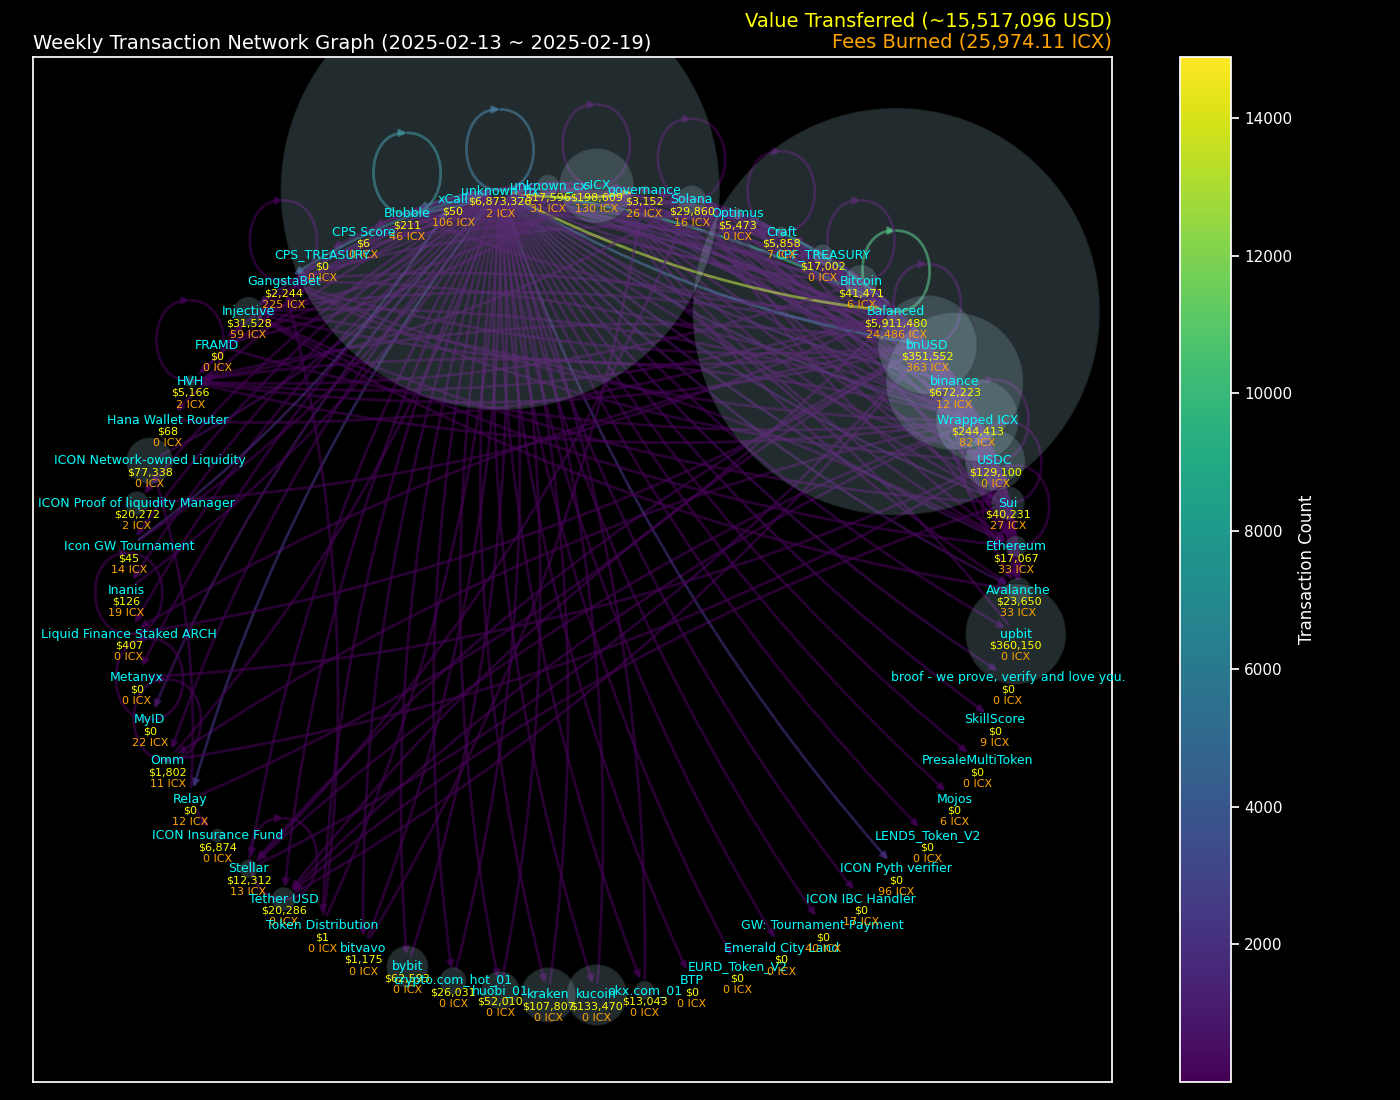 Value Transferred (~15,517,096 USD)
Weekly Transaction Network Graph (2025-02-13 ~ 2025-02-19)
Fees Burned (25,974.11 ICX)
unknown_cx
$17,596
31 ICX
sICX
$198,609
130 ICX
governance
$3,152
26 ICX
$6,873,320
2 ICX
xCall
$50
106 ICX
Solana
$29,860
16 ICX
Blobble
$211
46 ICX
Optimus
$5,473
0 ICX
CPS Score
$6
Craft
$5,858
CPS_TREASURY
$0
0 ICX
CPF_TREASURY
$17,002
0 ICX
GangstaBet
$2,244
225 ICX
Bitcoin
$41,471
6 ICX
Injective
$31,528
59 ICX
Balanced
$5,911,480
24,486 ICX
FRAMD
$0
0 ICX
bnUSD
$351,552
363 ICX
HVH
$5,166
2 ICX
binance
$672,223
12 ICX
Hana Wallet Router
$68
0 ICX
Wrapped ICX
$244,413
82 ICX
ICON Network-owned Liquidity
$77,338
0 ICX
USDC
$129,100
0 ICX
ICON Proof of liquidity Manager
$20,272
2 ICX
Sui
$40,231
27 ICX
Icon GW Tournament
$45
14 ICX
Ethereum
$17,067
33 ICX
Inanis
$126
19 ICX
Avalanche
$23,650
33 ICX
Liquid Finance Staked ARCH
$407
0 ICX
upbit
$360,150
0 ICX
Metanyx
$0
0 ICX
broof - we prove, verify and love you.
$0
0 ICX
MyID
$0
22 ICX
SkillScore
$0
9 ICX
Omm
$1,802
11 ICX
PresaleMultiToken
$0
0 ICX
Relay
$0
12 ICX
Mojos
$0
6 ICX
ICON Insurance Fund
$6,874
0 ICX
LEND5_Token_V2
$0
0 ICX
Stellar
$12,312
13 ICX
ICON Pyth verifier
$0
96 ICX
Tether USD
$20,286
0 ICX
ICON IBC Handler
$0
Token Distribution
$1
0 ICX
GW: Tournament Payment
$0
bitvavo
$1,175
0 ICX
Emerald City Land
$0
0 ICX
bybit
$62,593
0 ICX
EURD_Token_V2
$0
0 ICX
crypto.com_hot_01
$26,031
0 ICX
BTP
$0
0 ICX
huobi_01
$52,010
0 ICX
kraken
$107,807
0 ICX
kucoin
$133,470
0 ICX
okx.com_01
$13,043
0 ICX
14000
12000
10000
8000
6000
4000
2000
Transaction Count